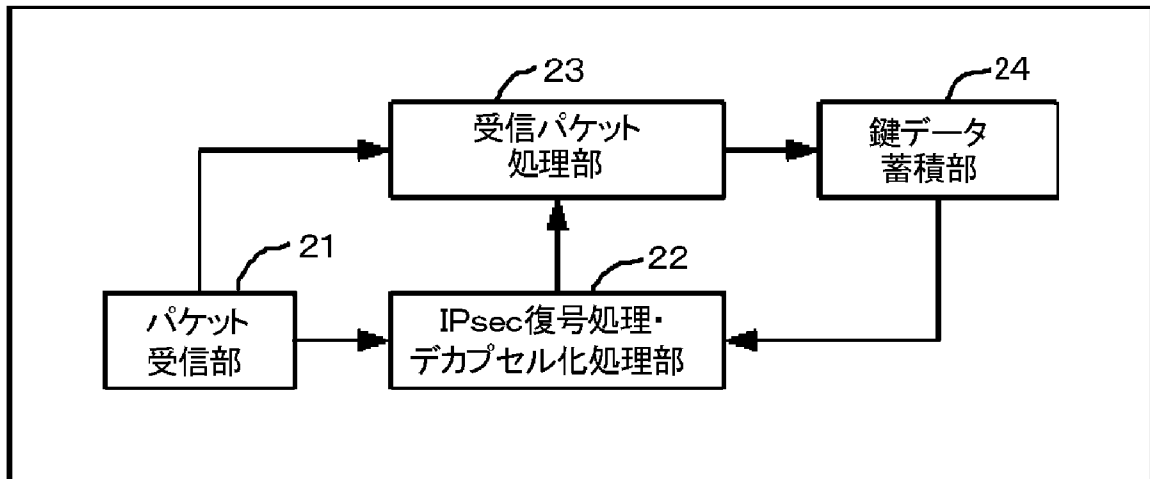 23
受信パケット
処理部
24
鍵データ
蓄積部
21
パケット
受信部
22
IPsec復号処理・
デカプセル化処理部